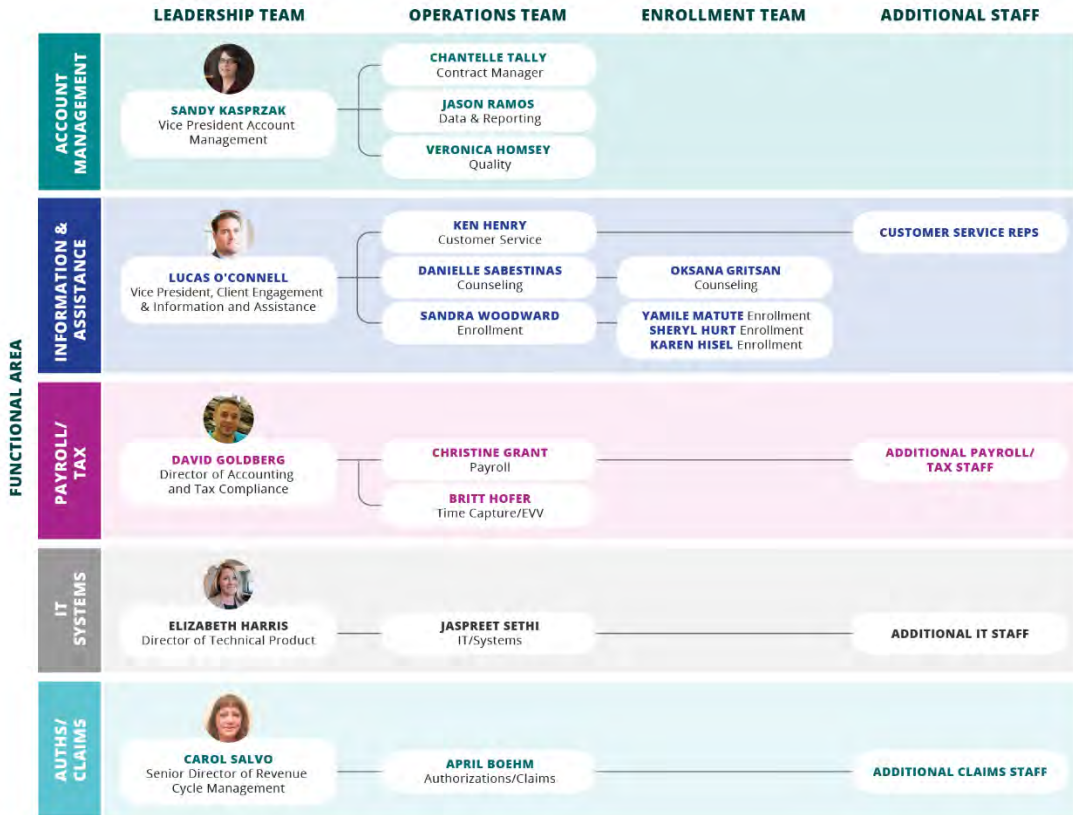 LEADERSHIP TEAM
OPERATIONS TEAM
ENROLLMENT TEAM
ADDITIONAL STAFF
FUNCTIONAL AREA
ACCOUNT
MANAGEMENT
SANDY KASPRZAK
Vice President Account
Management
CHANTELLE TALLY
Contract Manager
JASON RAMOS
Data & Reporting
VERONICA HOMSEY
Quality
INFORMATION &
ASSISTANCE
LUCAS O'CONNELL
Vice President, Client Engagement
& Information and Assistance
KEN HENRY
Customer Service
DANIELLE SABESTINAS
Counseling
SANDRA WOODWARD
Enrollment
OKSANA GRITSAN
Counseling
YAMILE MATUTE Enrollment
SHERYL HURT Enrollment
KAREN HISEL Enrollment
CUSTOMER SERVICE REPS
PAYROLL/
TAX
DAVID GOLDBERG
Director of Accounting
and Tax Compliance
CHRISTINE GRANT
Payroll
BRITT HOFER
Time Capture/EVV
ADDITIONAL PAYROLL/
TAX STAFF
IT
SYSTEMS
ELIZABETH HARRIS
Director of Technical Product
JASPREET SETHI
IT/Systems
ADDITIONAL IT STAFF
AUTHS/
CLAIMS
CAROL SALVO
Senior Director of Revenue
Cycle Management
APRIL BOEHM
Authorizations/Claims
ADDITIONAL CLAIMS STAFF